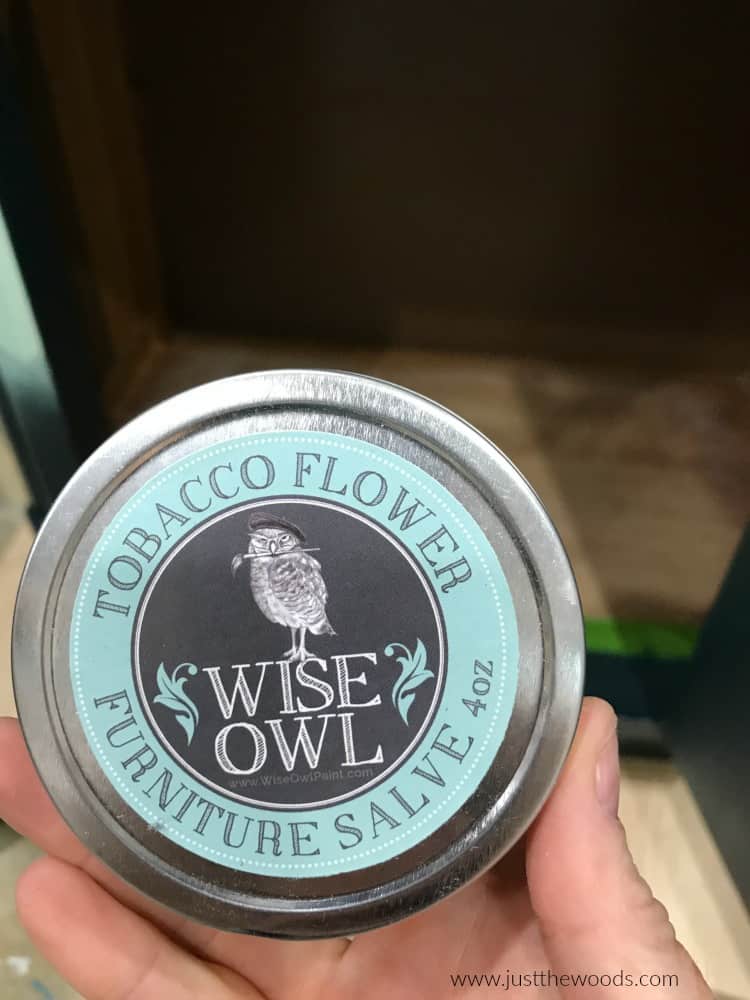 TOBACCO FLOWER
WISE
OWL
www.WiseOwlPaint.com
FURNITURE SALVE 4oz
www.justthewoods.com